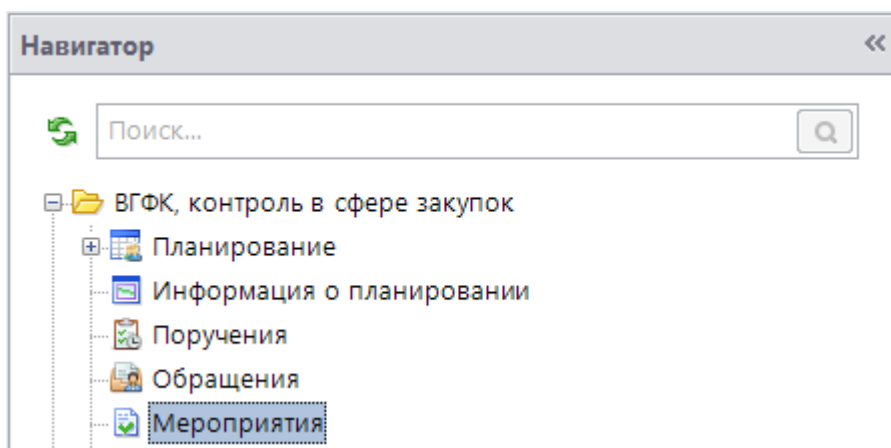 Навигатор
Поиск...
ВГФК, контроль в сфере закупок
Планирование
Информация о планировании
Поручения
Обращения
Мероприятия